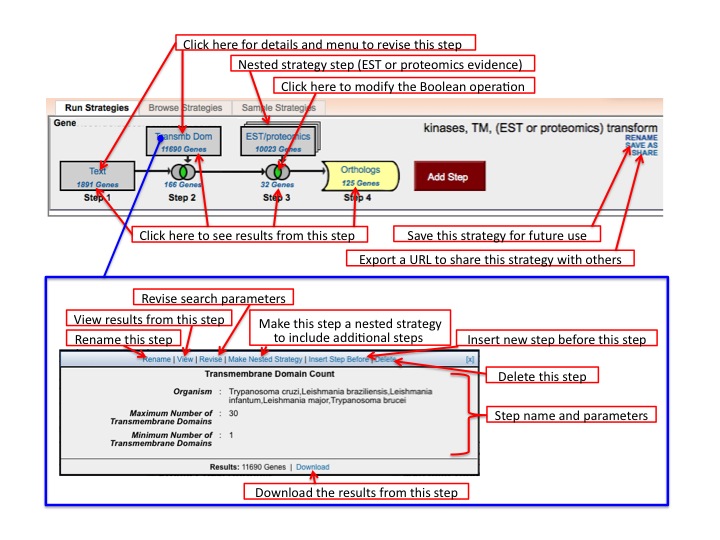 Click here for details and menu to revise this step
Nested strategy step (EST or proteomics evidence)
Click here to modify the Boolean operation
Run Strategies Browse Strategies Sample Strategies
Gene
kinases, TM, (EST or proteomics) transform
RENAME
SAVE AS
SHARE
Transmb Dom
11690 Genes
EST/proteomics
10023 Genes
Text
1891 Genes
166 Genes
32 Genes
Orthologs
125 Genes
Add Step
Step 1 Step 2 Step 3 Step 4
Click here to see results from this step
Save this strategy for future use
Export a URL to share this strategy with others
Revise search parameters
View results from this step
Rename this step
Make this step a nested strategy
to include additional steps
Insert new step before this step
Rename | View | Revise | Make Nested Strategy | Insert Step Before | Delete [x]
Delete this step
Transmembrane Domain Count
Organism : Trypanosoma cruzi,Leishmania braziliensis,Leishmania
infantum,Leishmania major,Trypanosoma brucei
Maximum Number of : 30
Transmembrane Domains
Minimum Number of : 1
Transmembrane Domains
Step name and parameters
Results: 11690 Genes | Download
Download the results from this step